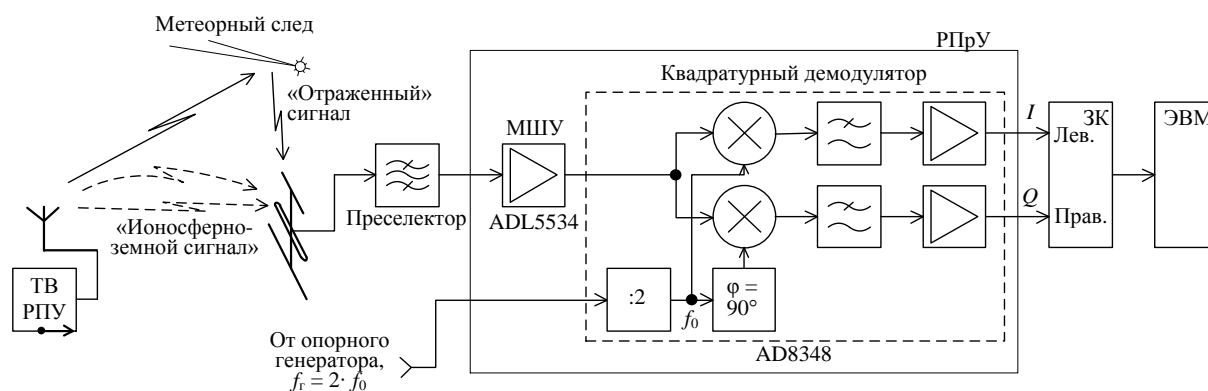 Метеорный след
«Отраженный»
сигнал
«Ионосферно-
земной сигнал»
ТВ
РПУ
Преселектор
МШУ
ADL5534
РПрУ
Квадратурный демодулятор
:2
f₀
φ =
90°
AD8348
От опорного
генератора,
fг = 2· f₀
I
Q
ЗК
Лев.
Прав.
ЭВМ